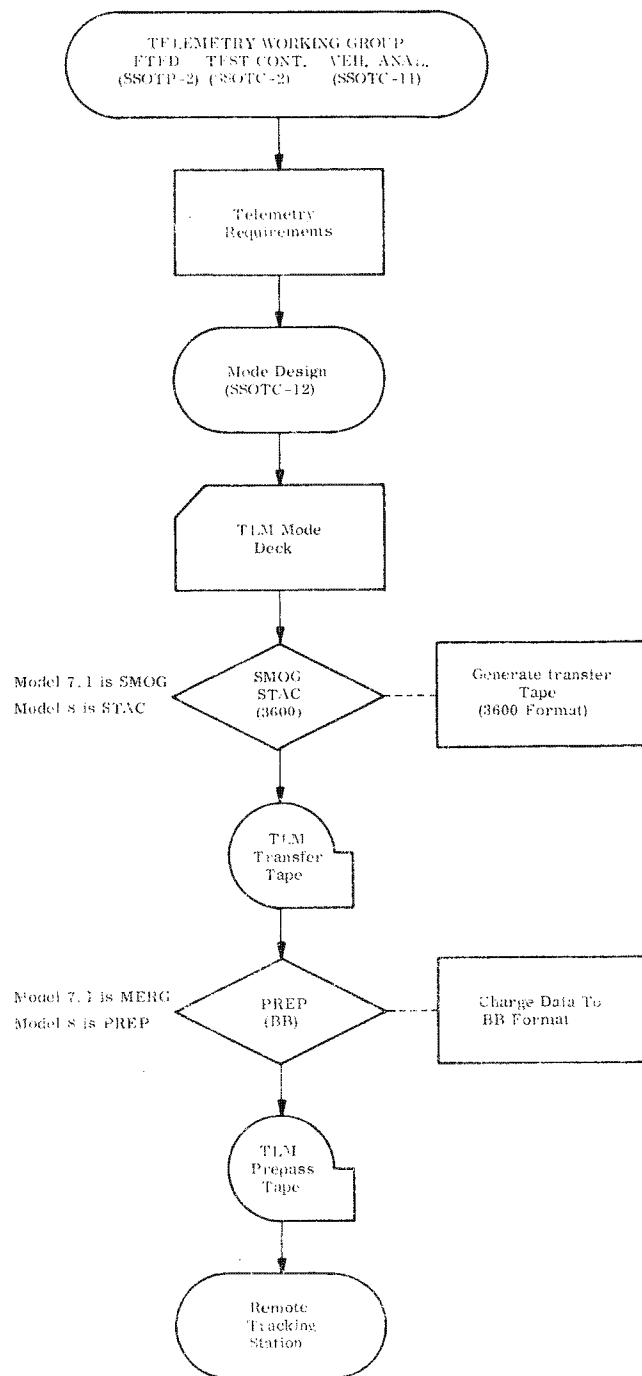 TELEMETRY WORKING GROUP
FTFD TEST CONT. VEH. ANAL.
(SSOTP-2) (SSOTC-2) (SSOTC-11)
Telemetry
Requirements
Mode Design
(SSOTC-12)
TLM Mode
Deck
Model 7.1 is SMOG
Model 8 is STAC
SMOG
STAC
(3600)
Generate transfer
Tape
(3600 Format)
TLM
Transfer
Tape
Model 7.1 is MERG
Model 8 is PREP
PREP
(BB)
Charge Data To
BB Format
TLM
Prepass
Tape
Remote
Tracking
Station